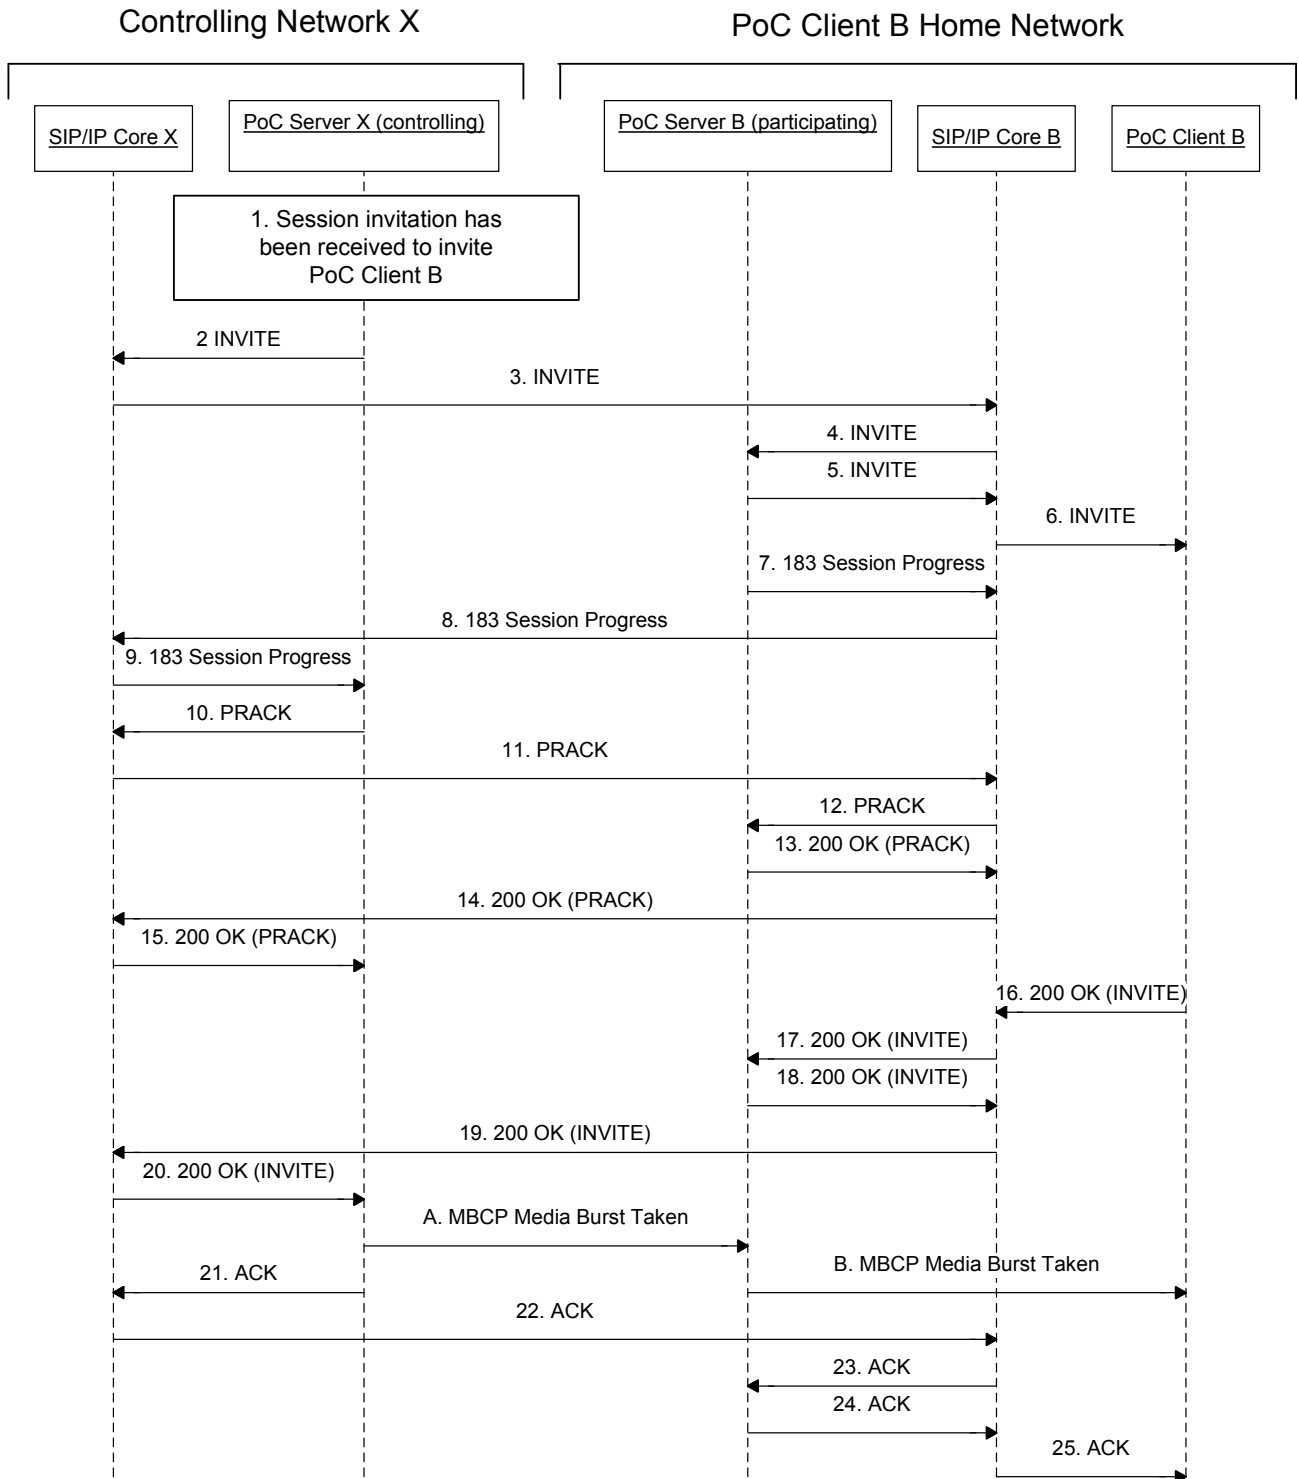 Controlling Network X
PoC Client B Home Network
SIP/IP Core X
PoC Server X (controlling)
PoC Server B (participating)
SIP/IP Core B
PoC Client B
1. Session invitation has
been received to invite
PoC Client B
2 INVITE
3. INVITE
4. INVITE
5. INVITE
6. INVITE
7. 183 Session Progress
8. 183 Session Progress
9. 183 Session Progress
10. PRACK
11. PRACK
12. PRACK
13. 200 OK (PRACK)
14. 200 OK (PRACK)
15. 200 OK (PRACK)
16. 200 OK (INVITE)
17. 200 OK (INVITE)
18. 200 OK (INVITE)
19. 200 OK (INVITE)
20. 200 OK (INVITE)
A. MBCP Media Burst Taken
21. ACK
B. MBCP Media Burst Taken
22. ACK
23. ACK
24. ACK
25. ACK